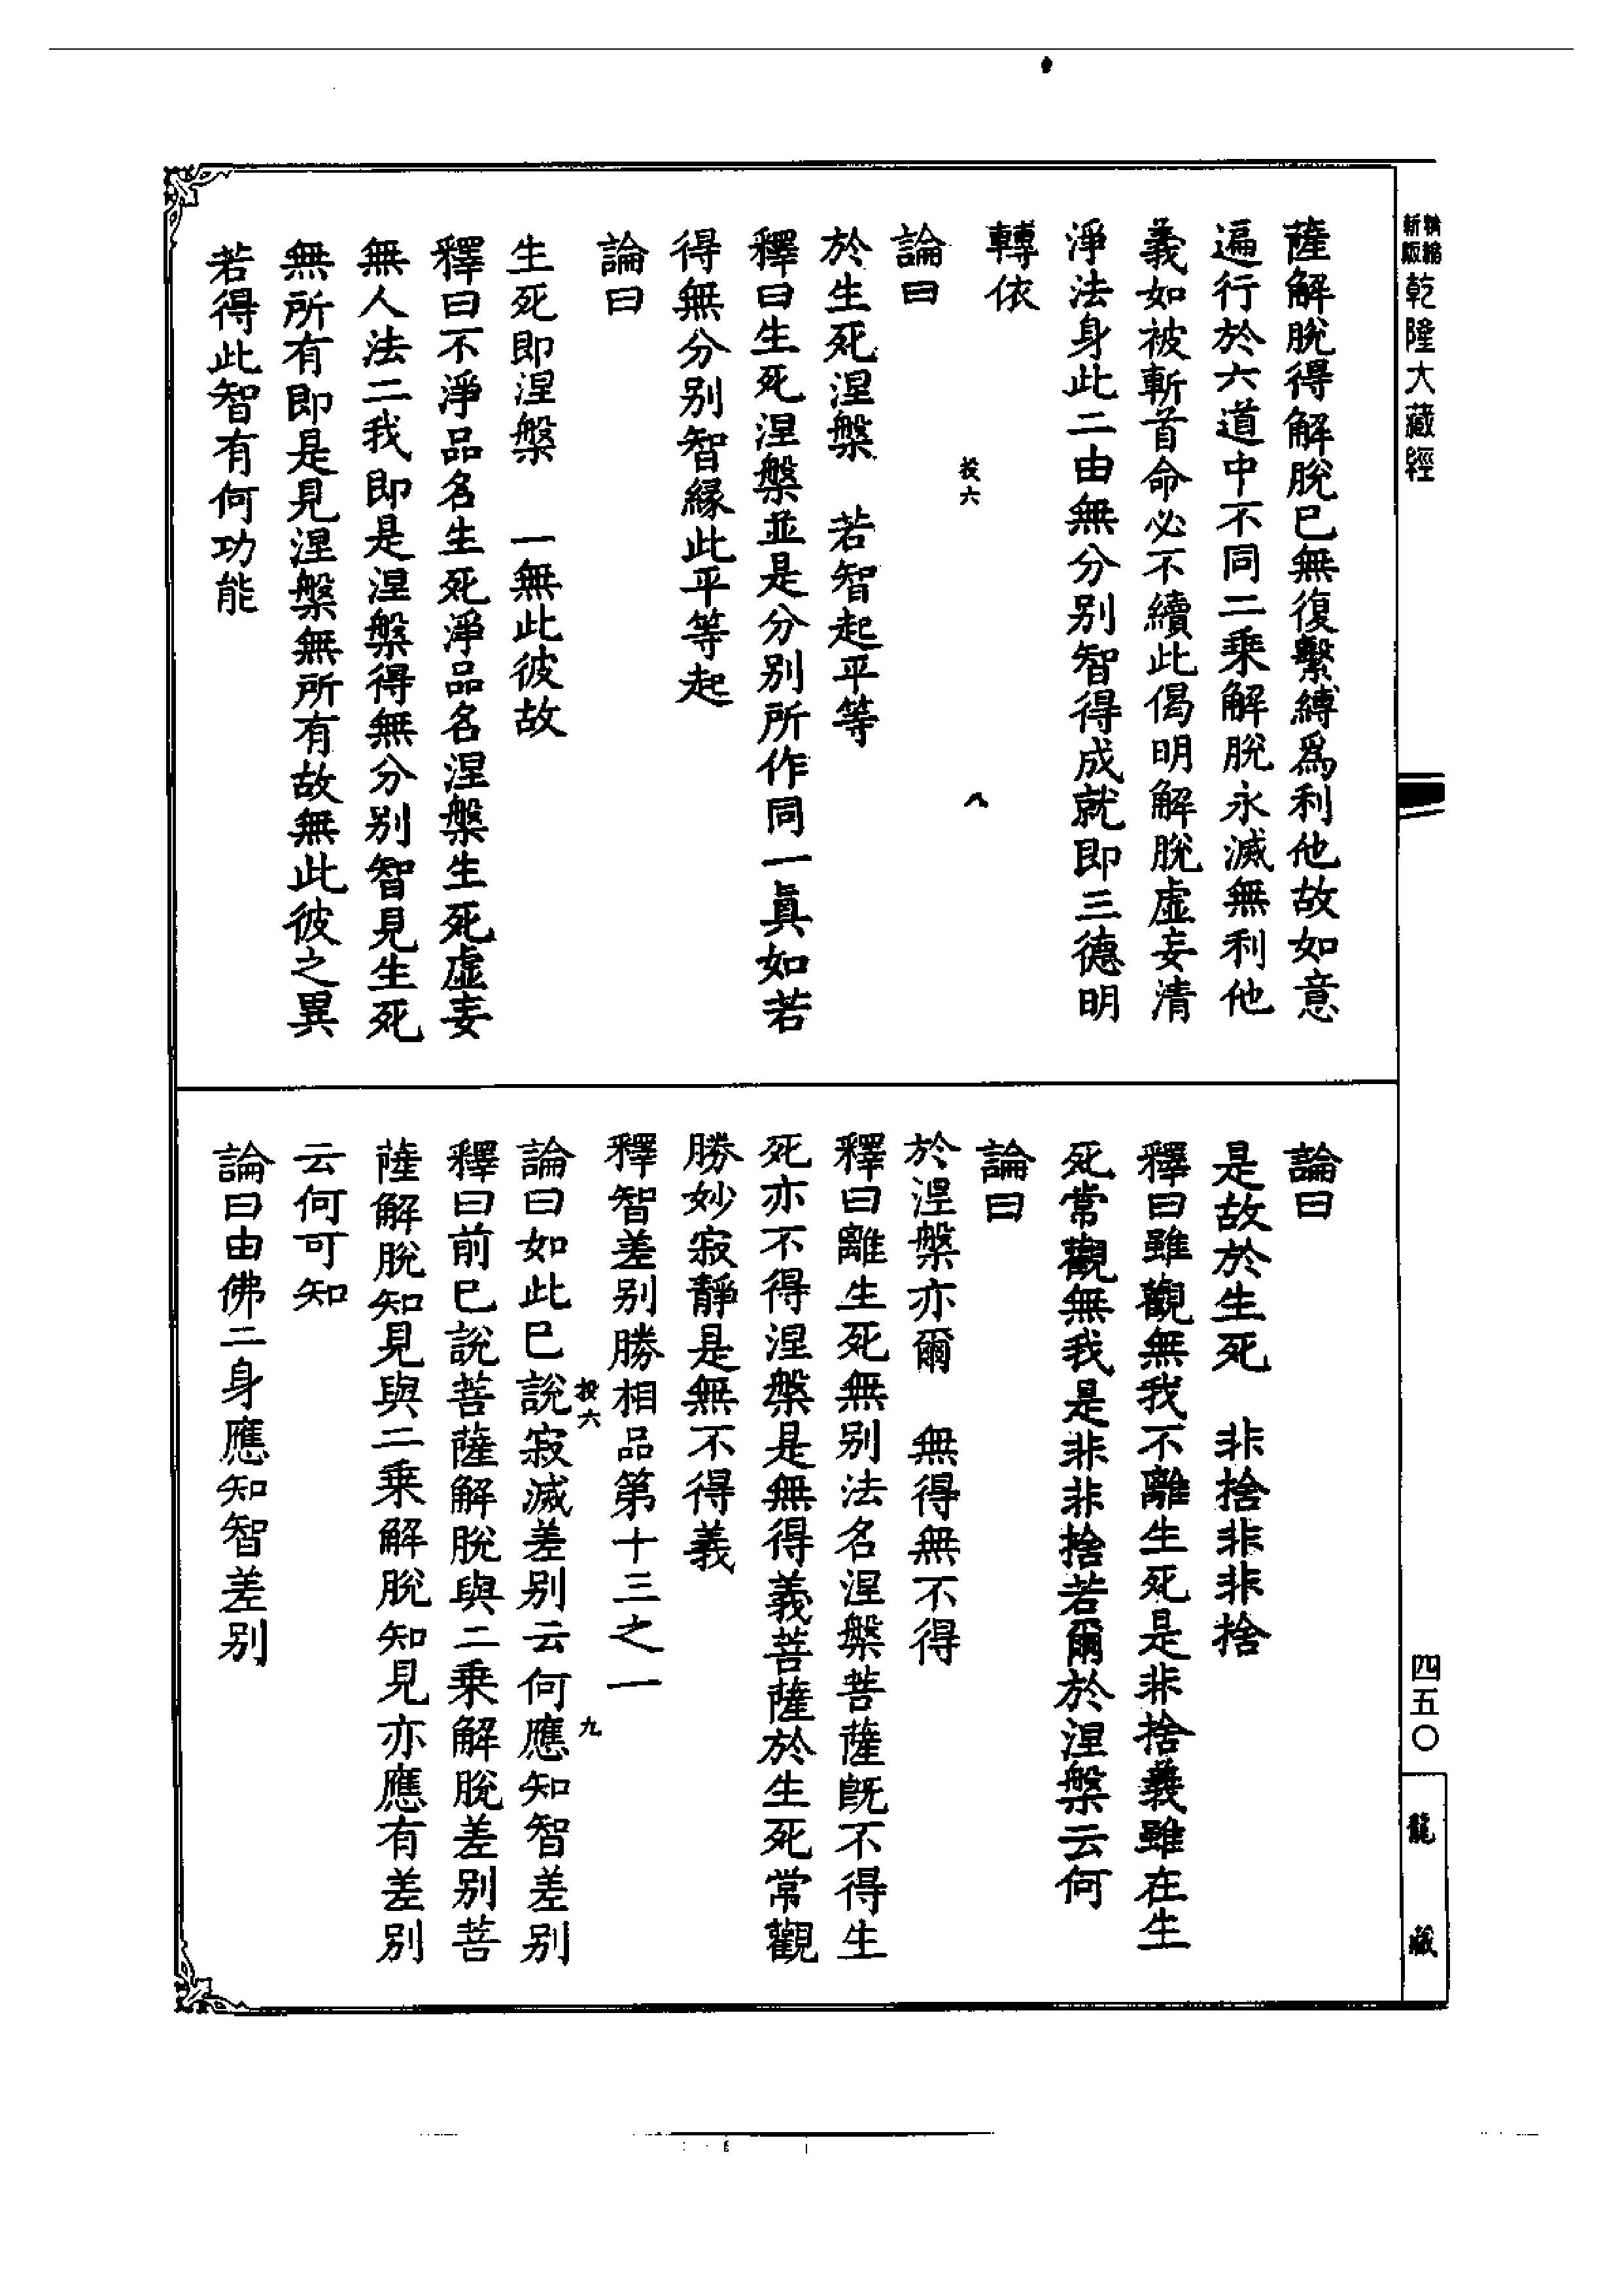 精縮
新版
乾隆大藏經
薩解脫得解脫已無復繫縛爲利他故如意
遍行於六道中不同二乘解脫永滅無利他
義如被斬首命必不續此偈明解脫虛妄清
淨法身此二由無分別智得成就即三德明
轉依
投六
八
論曰
於生死涅槃　若智起平等
釋曰生死涅槃並是分別所作同一眞如若
得無分別智緣此平等起
論曰
生死即涅槃　一無此彼故
釋曰不淨品名生死淨品名涅槃生死虛妄
無人法二我即是涅槃得無分別智見生死
無所有即是見涅槃無所有故無此彼之異
若得此智有何功能
論曰
是故於生死　非捨非非捨
釋曰雖觀無我不離生死是非捨義雖在生
死常觀無我是非非捨若爾於涅槃云何
論曰
於涅槃亦爾　無得無不得
釋曰離生死無別法名涅槃菩薩既不得生
死亦不得涅槃是無得義菩薩於生死常觀
勝妙寂靜是無不得義
釋智差別勝相品第十三之一
投六
九
論曰如此已說寂滅差別云何應知智差別
釋曰前已說菩薩解脫與二乘解脫差別菩
薩解脫知見與二乘解脫知見亦應有差別
云何可知
論曰由佛二身應知智差別
四五〇
龍藏